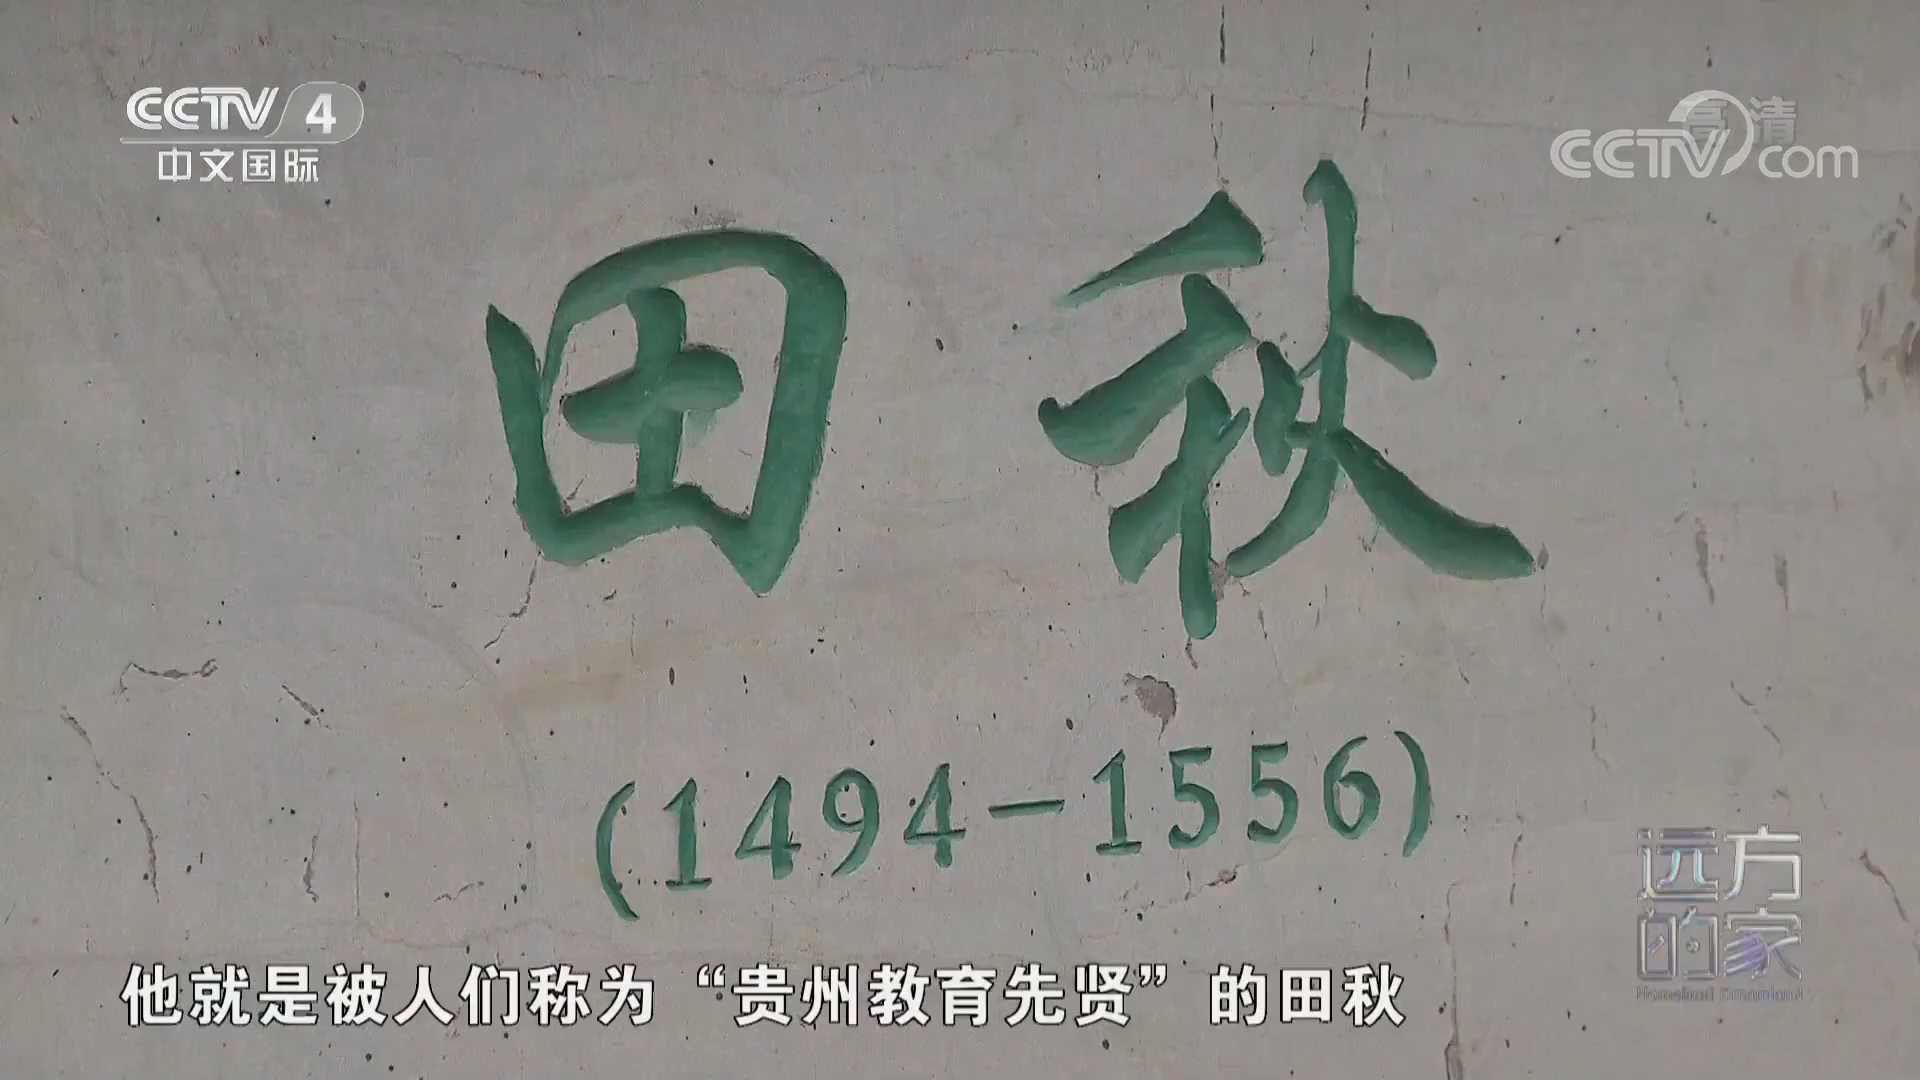 CCTV 4
中文国际
高清
CCTV.com
田秋
(1494-1556)
远方
的家
他就是被人们称为“贵州教育先贤”的田秋